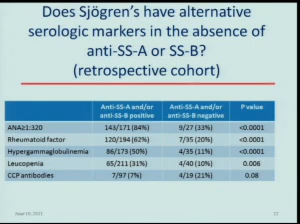 Does Sjögren's have alternative
serologic markers in the absence of
anti-SS-A or SS-B?
(retrospective cohort)
Anti-SS-A and/or anti-SS-B positive Anti-SS-A and/or anti-SS-B negative P value
ANA≥1:320 143/171 (84%) 9/27 (33%) <0.0001
Rheumatoid factor 120/194 (62%) 7/35 (20%) <0.0001
Hypergammaglobulinemia 86/173 (50%) 4/35 (11%) <0.0001
Leucopenia 65/211 (31%) 4/40 (10%) 0.006
CCP antibodies 7/97 (7%) 4/19 (21%) 0.08
22